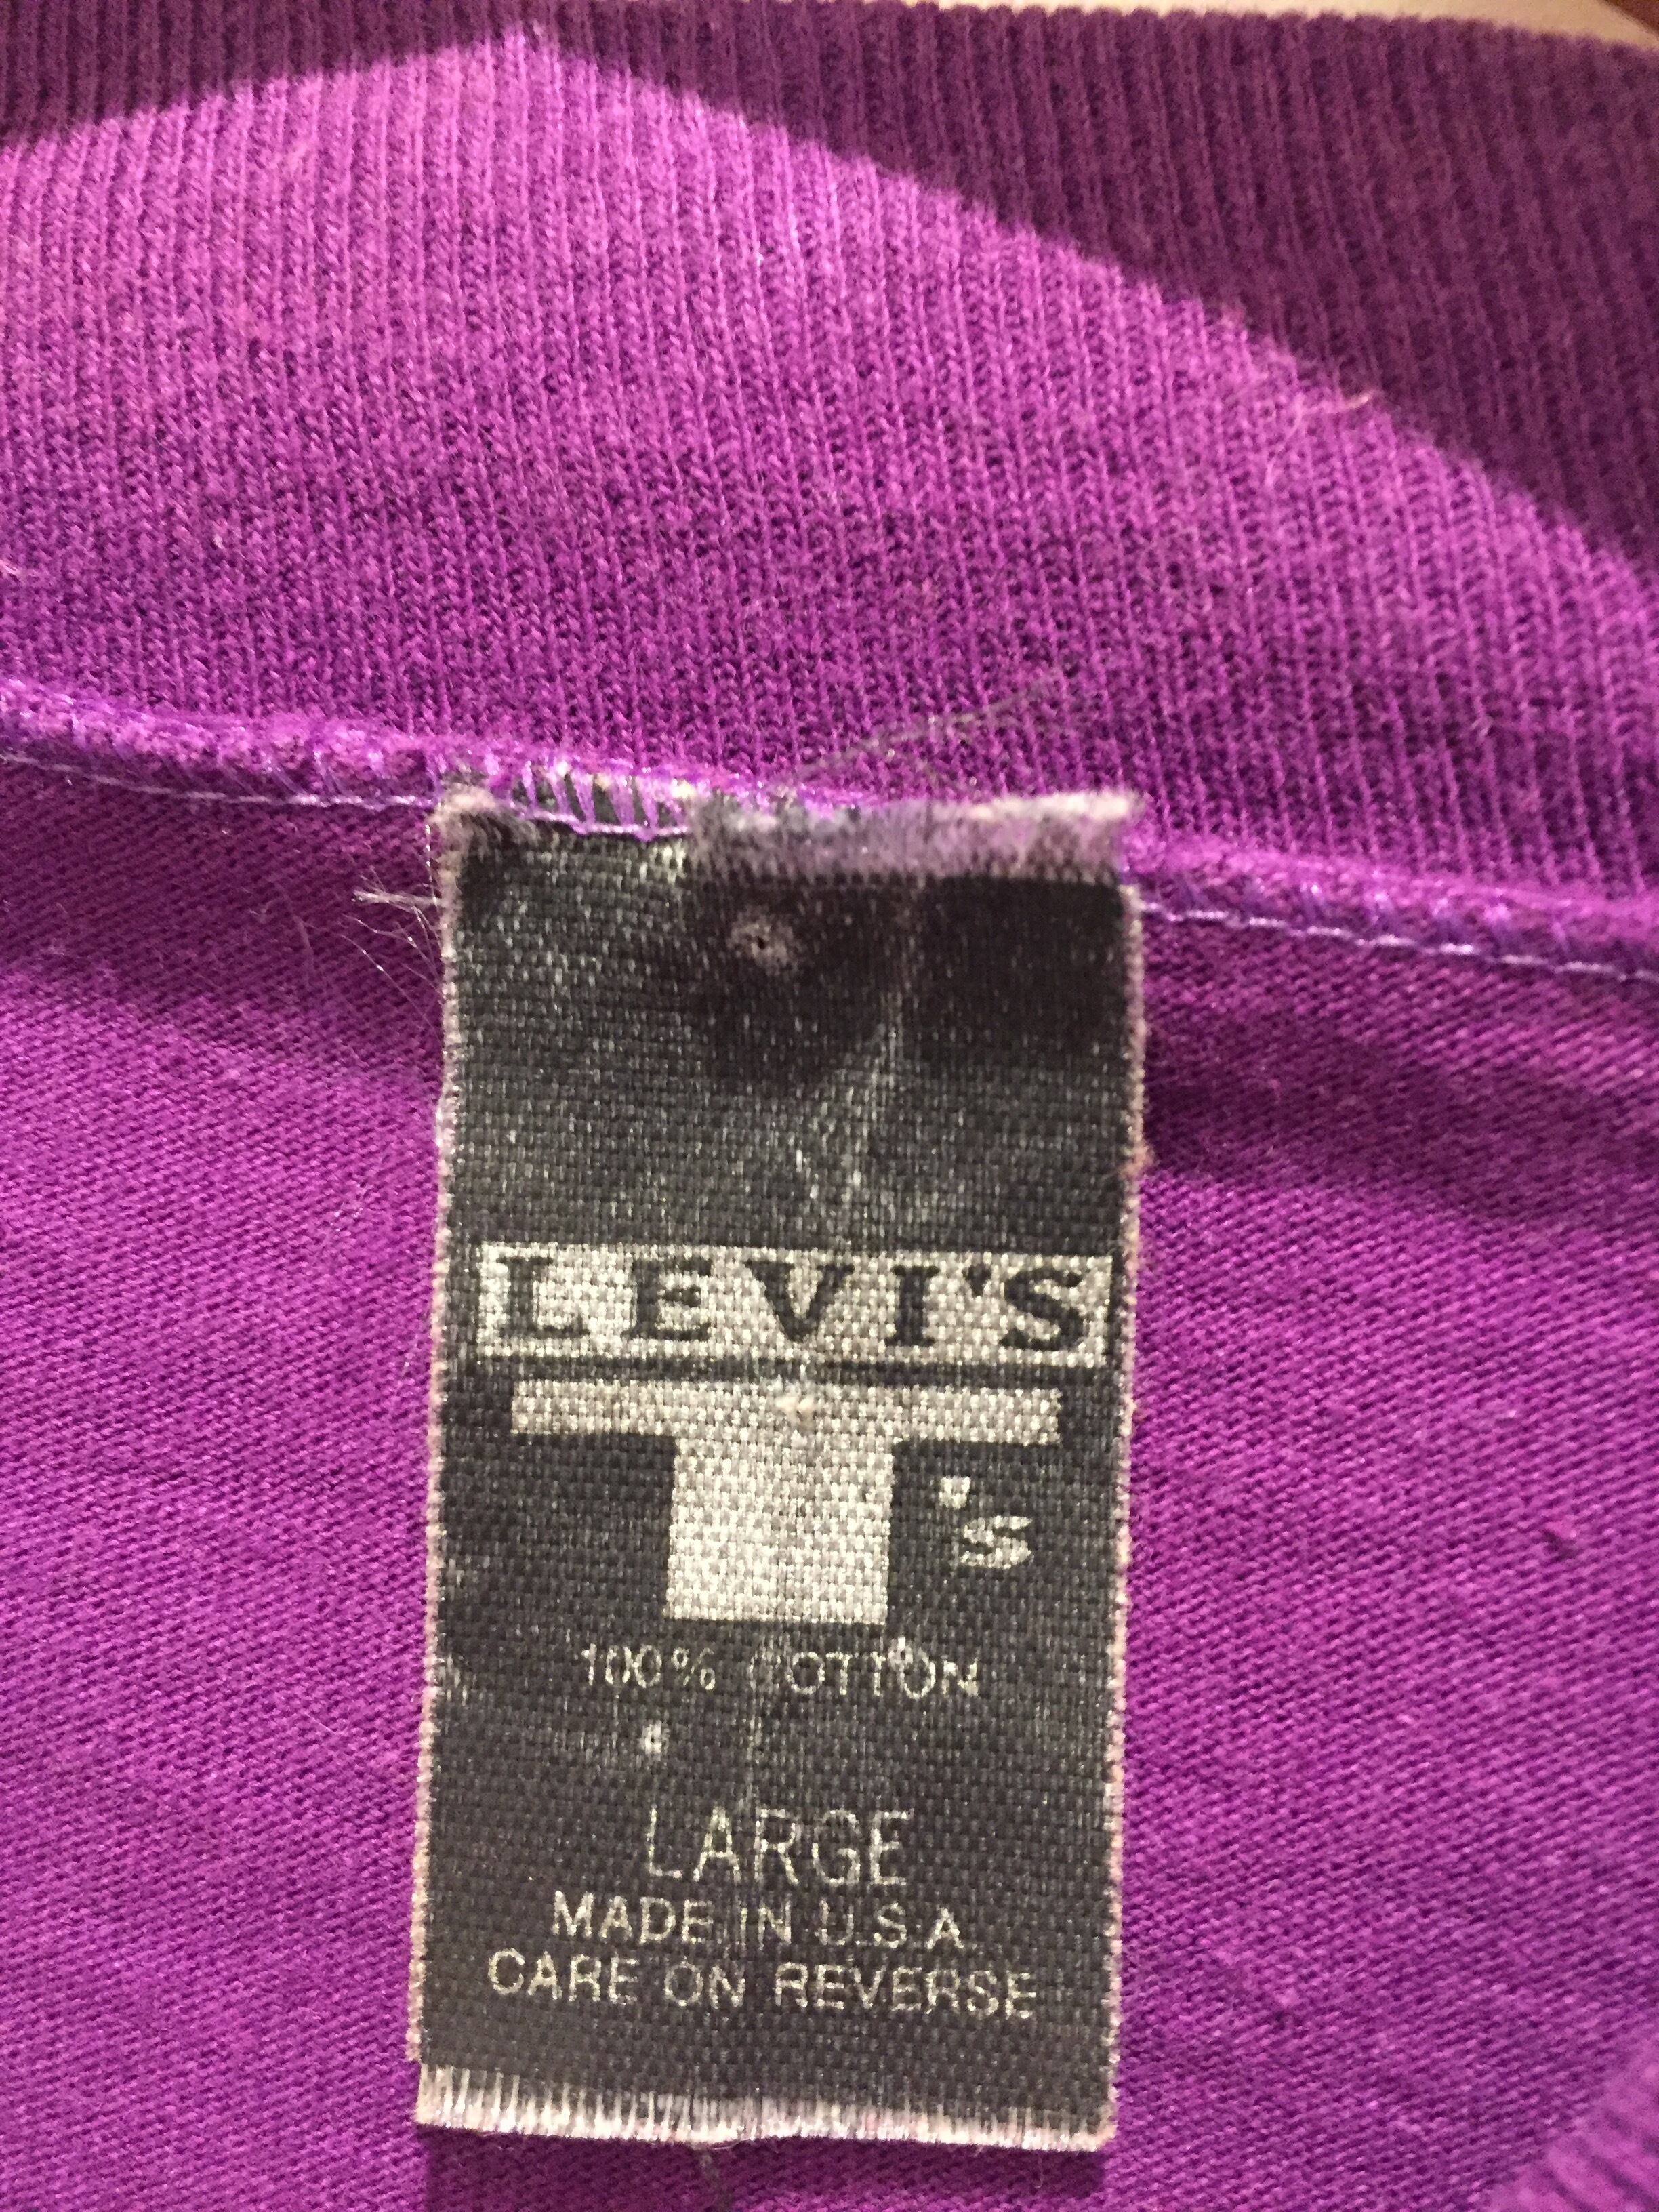 LEVI'S
T's
100% COTTON
LARGE
MADE IN U.S.A.
CARE ON REVERSE